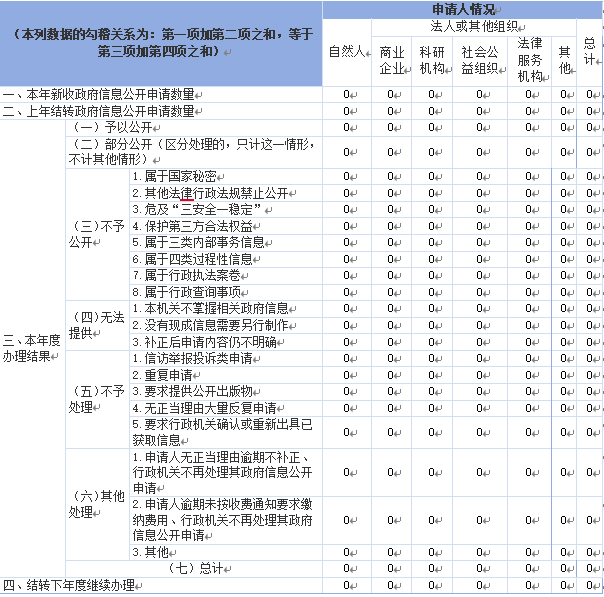 申请人情况
（本列数据的勾稽关系为：第一项加第二项之和，等于
第三项加第四项之和）
自然人
法人或其他组织
总计
商业企业
科研机构
社会公益组织
法律服务机构
其他
一、本年新收政府信息公开申请数量 0 0 0 0 0 0 0
二、上年结转政府信息公开申请数量 0 0 0 0 0 0 0
三、本年度办理结果
（一）予以公开 0 0 0 0 0 0 0
（二）部分公开（区分处理的，只计这一情形，
不计其他情形） 0 0 0 0 0 0 0
（三）不予公开
1.属于国家秘密 0 0 0 0 0 0 0
2.其他法律行政法规禁止公开 0 0 0 0 0 0 0
3.危及“三安全一稳定” 0 0 0 0 0 0 0
4.保护第三方合法权益 0 0 0 0 0 0 0
5.属于三类内部事务信息 0 0 0 0 0 0 0
6.属于四类过程性信息 0 0 0 0 0 0 0
7.属于行政执法案卷 0 0 0 0 0 0 0
8.属于行政查询事项 0 0 0 0 0 0 0
（四）无法提供
1.本机关不掌握相关政府信息 0 0 0 0 0 0 0
2.没有现成信息需要另行制作 0 0 0 0 0 0 0
3.补正后申请内容仍不明确 0 0 0 0 0 0 0
（五）不予处理
1.信访举报投诉类申请 0 0 0 0 0 0 0
2.重复申请 0 0 0 0 0 0 0
3.要求提供公开出版物 0 0 0 0 0 0 0
4.无正当理由大量反复申请 0 0 0 0 0 0 0
5.要求行政机关确认或重新出具已
获取信息 0 0 0 0 0 0 0
（六）其他处理
1.申请人无正当理由逾期不补正、
行政机关不再处理其政府信息公开
申请 0 0 0 0 0 0 0
2.申请人逾期未按收费通知要求缴
纳费用、行政机关不再处理其政府
信息公开申请 0 0 0 0 0 0 0
3.其他 0 0 0 0 0 0 0
（七）总计 0 0 0 0 0 0 0
四、结转下年度继续办理 0 0 0 0 0 0 0